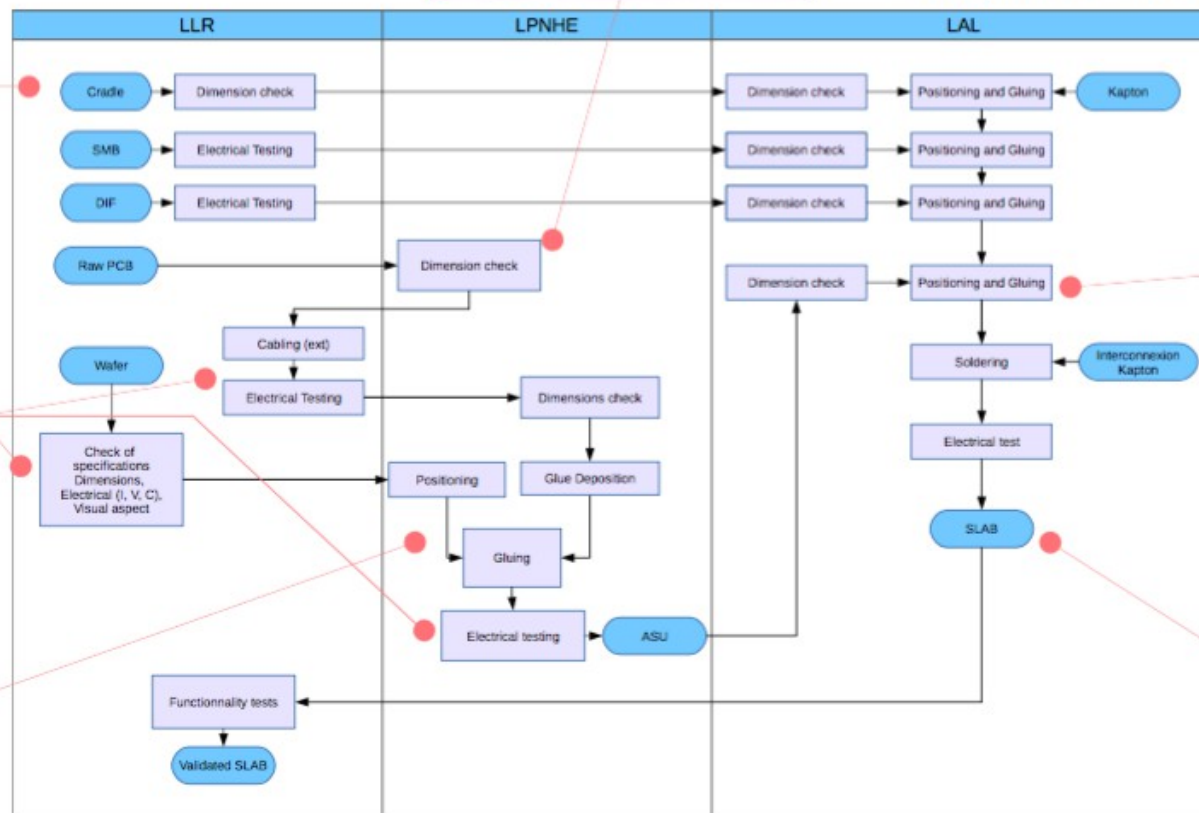 LLR
LPNHE
LAL
Cradle
Dimension check
Dimension check
Positioning and Gluing
Kapton
SMB
Electrical Testing
Dimension check
Positioning and Gluing
DIF
Electrical Testing
Dimension check
Positioning and Gluing
Raw PCB
Dimension check
Dimension check
Positioning and Gluing
Cabling (ext)
Wafer
Soldering
Interconnexion
Kapton
Electrical Testing
Dimensions check
Electrical test
Check of
specifications
Dimensions,
Electrical (I, V, C),
Visual aspect
Positioning
Glue Deposition
SLAB
Gluing
Electrical testing
ASU
Functionnality tests
Validated SLAB